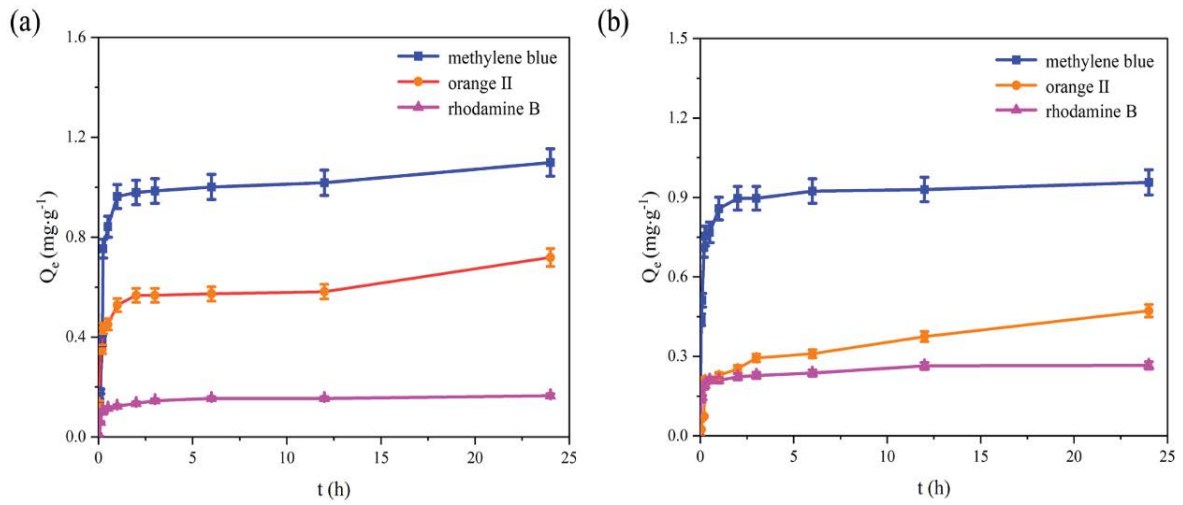 (a)
1.6
1.2
0.8
0.4
0.0
Qe (mg·g-1)
methylene blue
orange II
rhodamine B
0 5 10 15 20 25
t (h)
(b)
1.5
1.2
0.9
0.6
0.3
0.0
Qe (mg·g-1)
methylene blue
orange II
rhodamine B
0 5 10 15 20 25
t (h)